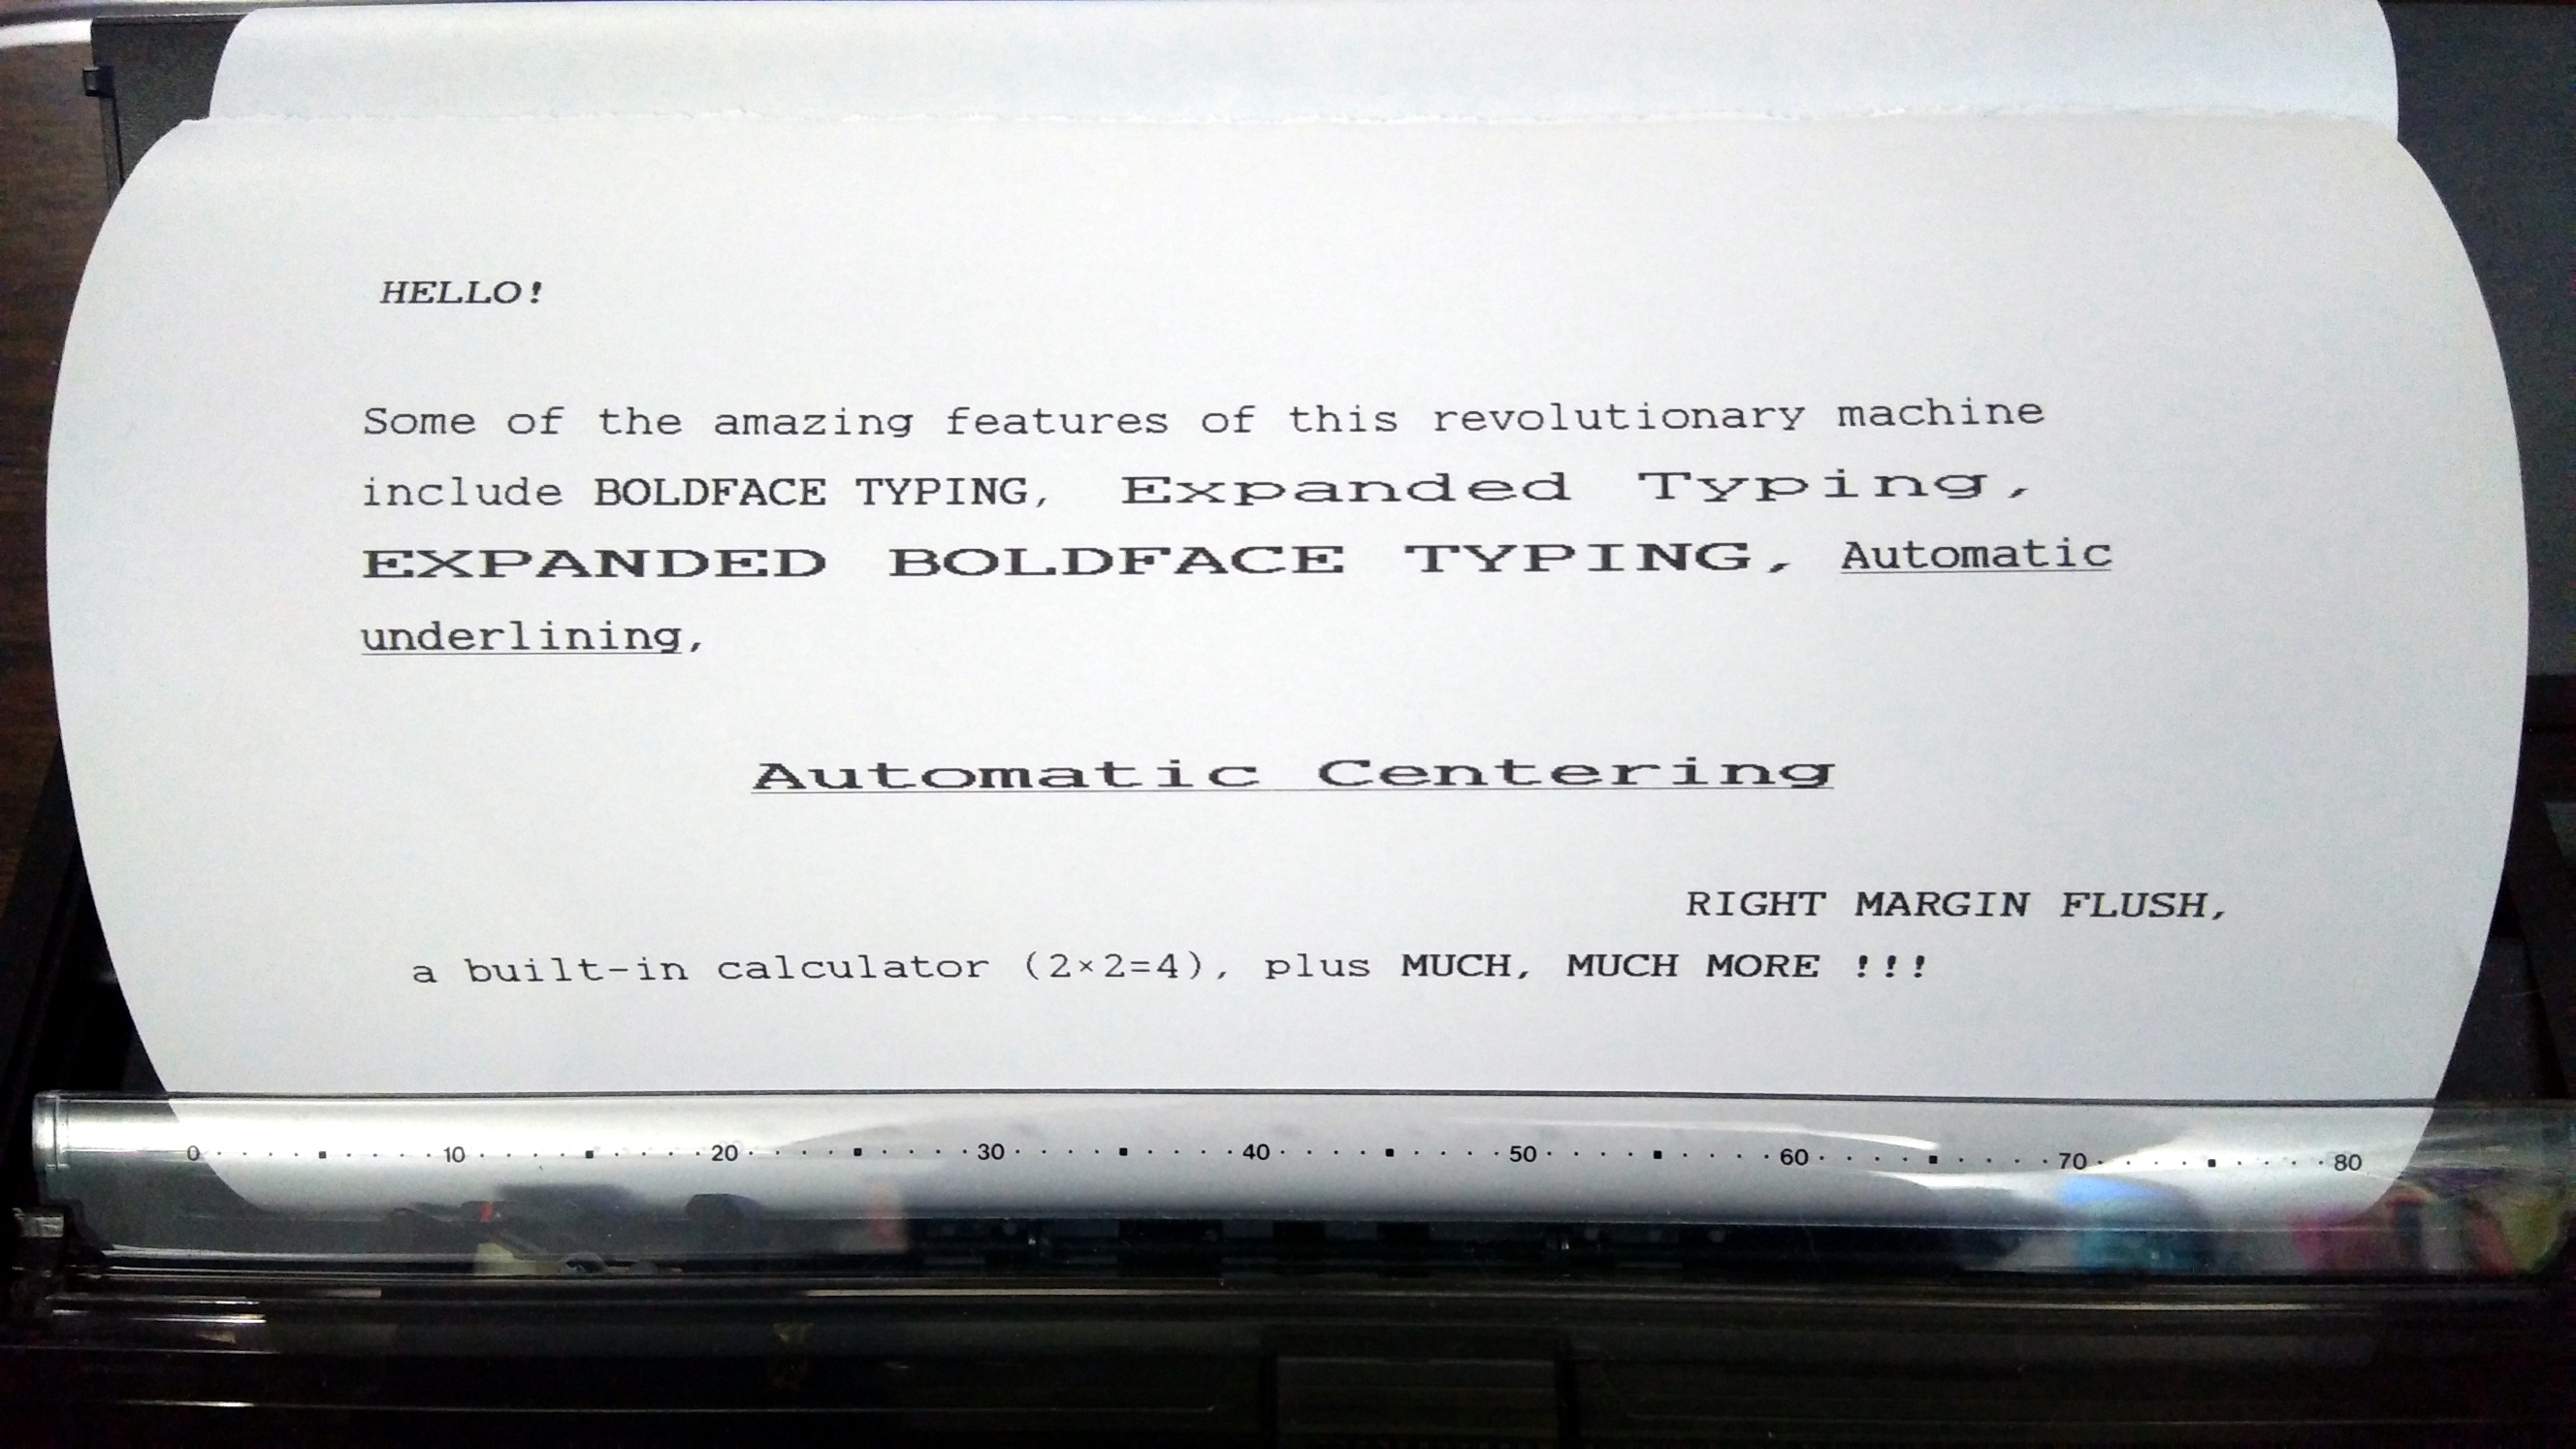 HELLO!
Some of the amazing features of this revolutionary machine
include BOLDFACE TYPING, Expanded Typing,
EXPANDED BOLDFACE TYPING, Automatic
underlining,
Automatic Centering
RIGHT MARGIN FLUSH,
a built-in calculator (2×2=4), plus MUCH, MUCH MORE !!!
0 10 20 30 40 50 60 70 80